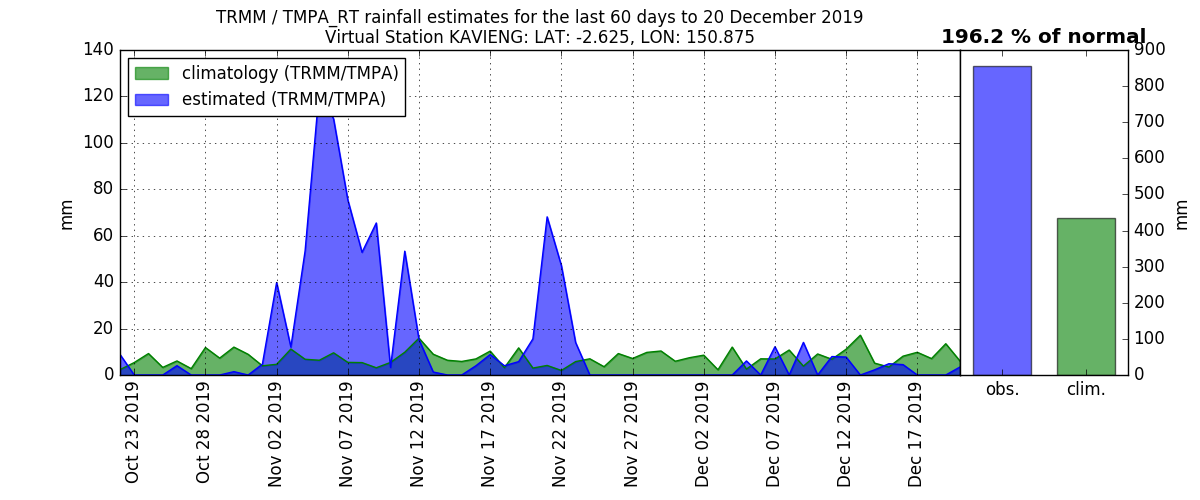 TRMM / TMPA_RT rainfall estimates for the last 60 days to 20 December 2019
Virtual Station KAVIENG: LAT: -2.625, LON: 150.875
196.2 % of normal
climatology (TRMM/TMPA)
estimated (TRMM/TMPA)
140
120
100
80
60
40
20
0
mm
Oct 23 2019
Oct 28 2019
Nov 02 2019
Nov 07 2019
Nov 12 2019
Nov 17 2019
Nov 22 2019
Nov 27 2019
Dec 02 2019
Dec 07 2019
Dec 12 2019
Dec 17 2019
obs.
clim.
900
800
700
600
500
400
300
200
100
0
mm